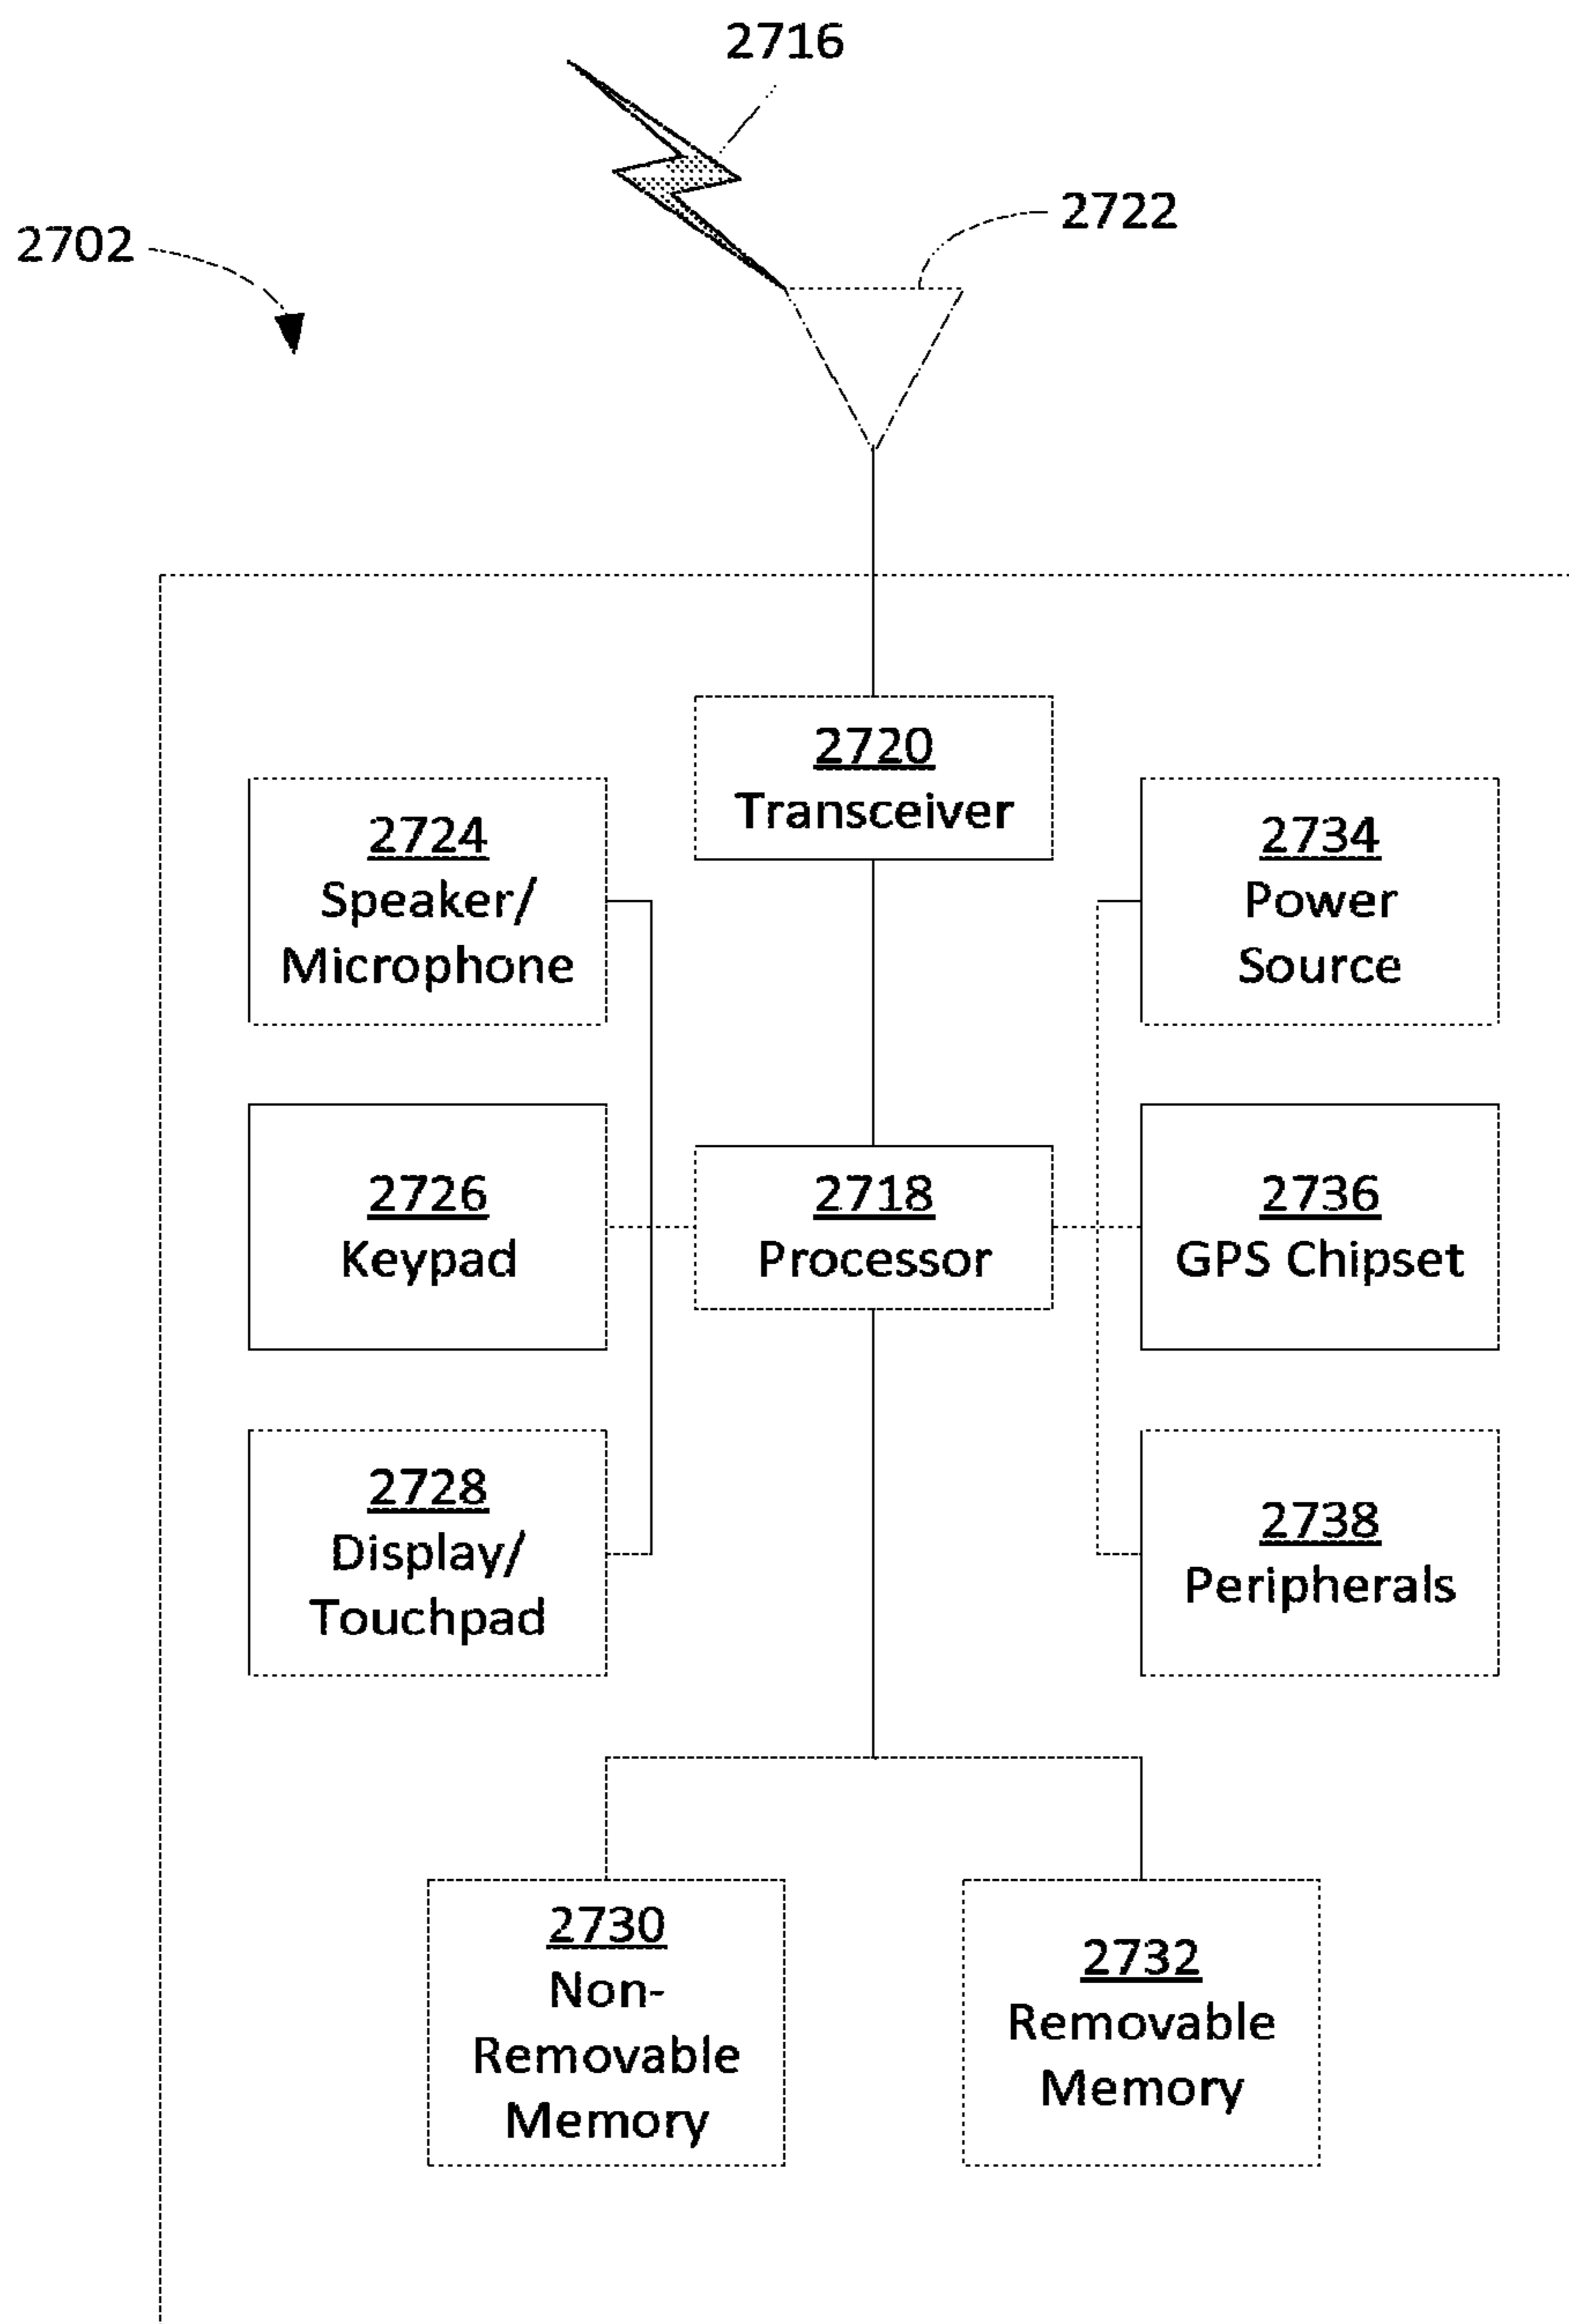 2716
2722
2702
2720
Transceiver
2724
Speaker/
Microphone
2734
Power
Source
2726
Keypad
2718
Processor
2736
GPS Chipset
2728
Display/
Touchpad
2738
Peripherals
2730
Non-
Removable
Memory
2732
Removable
Memory